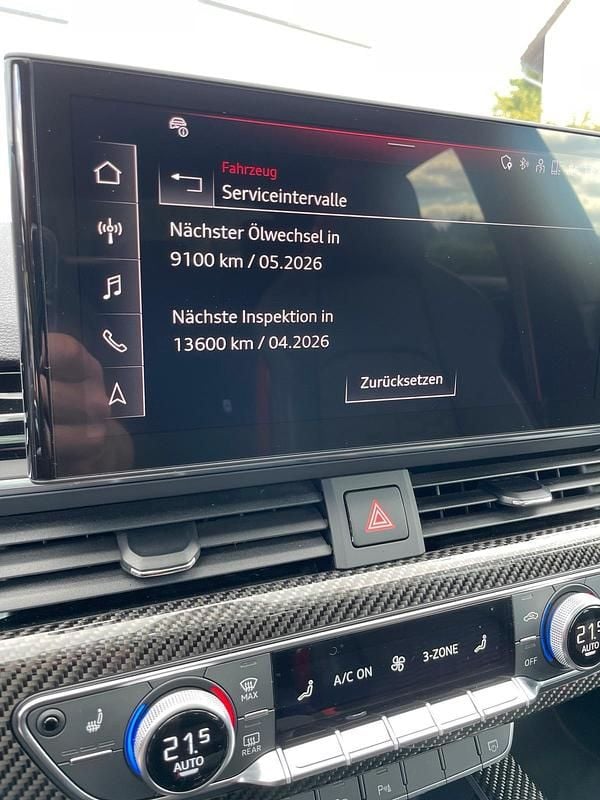 Fahrzeug
Serviceintervalle
Nächster Ölwechsel in
9100 km / 05.2026
Nächste Inspektion in
13600 km / 04.2026
Zurücksetzen
A/C ON
3-ZONE
MAX
REAR
OFF
21.5
AUTO
21.5
AUTO